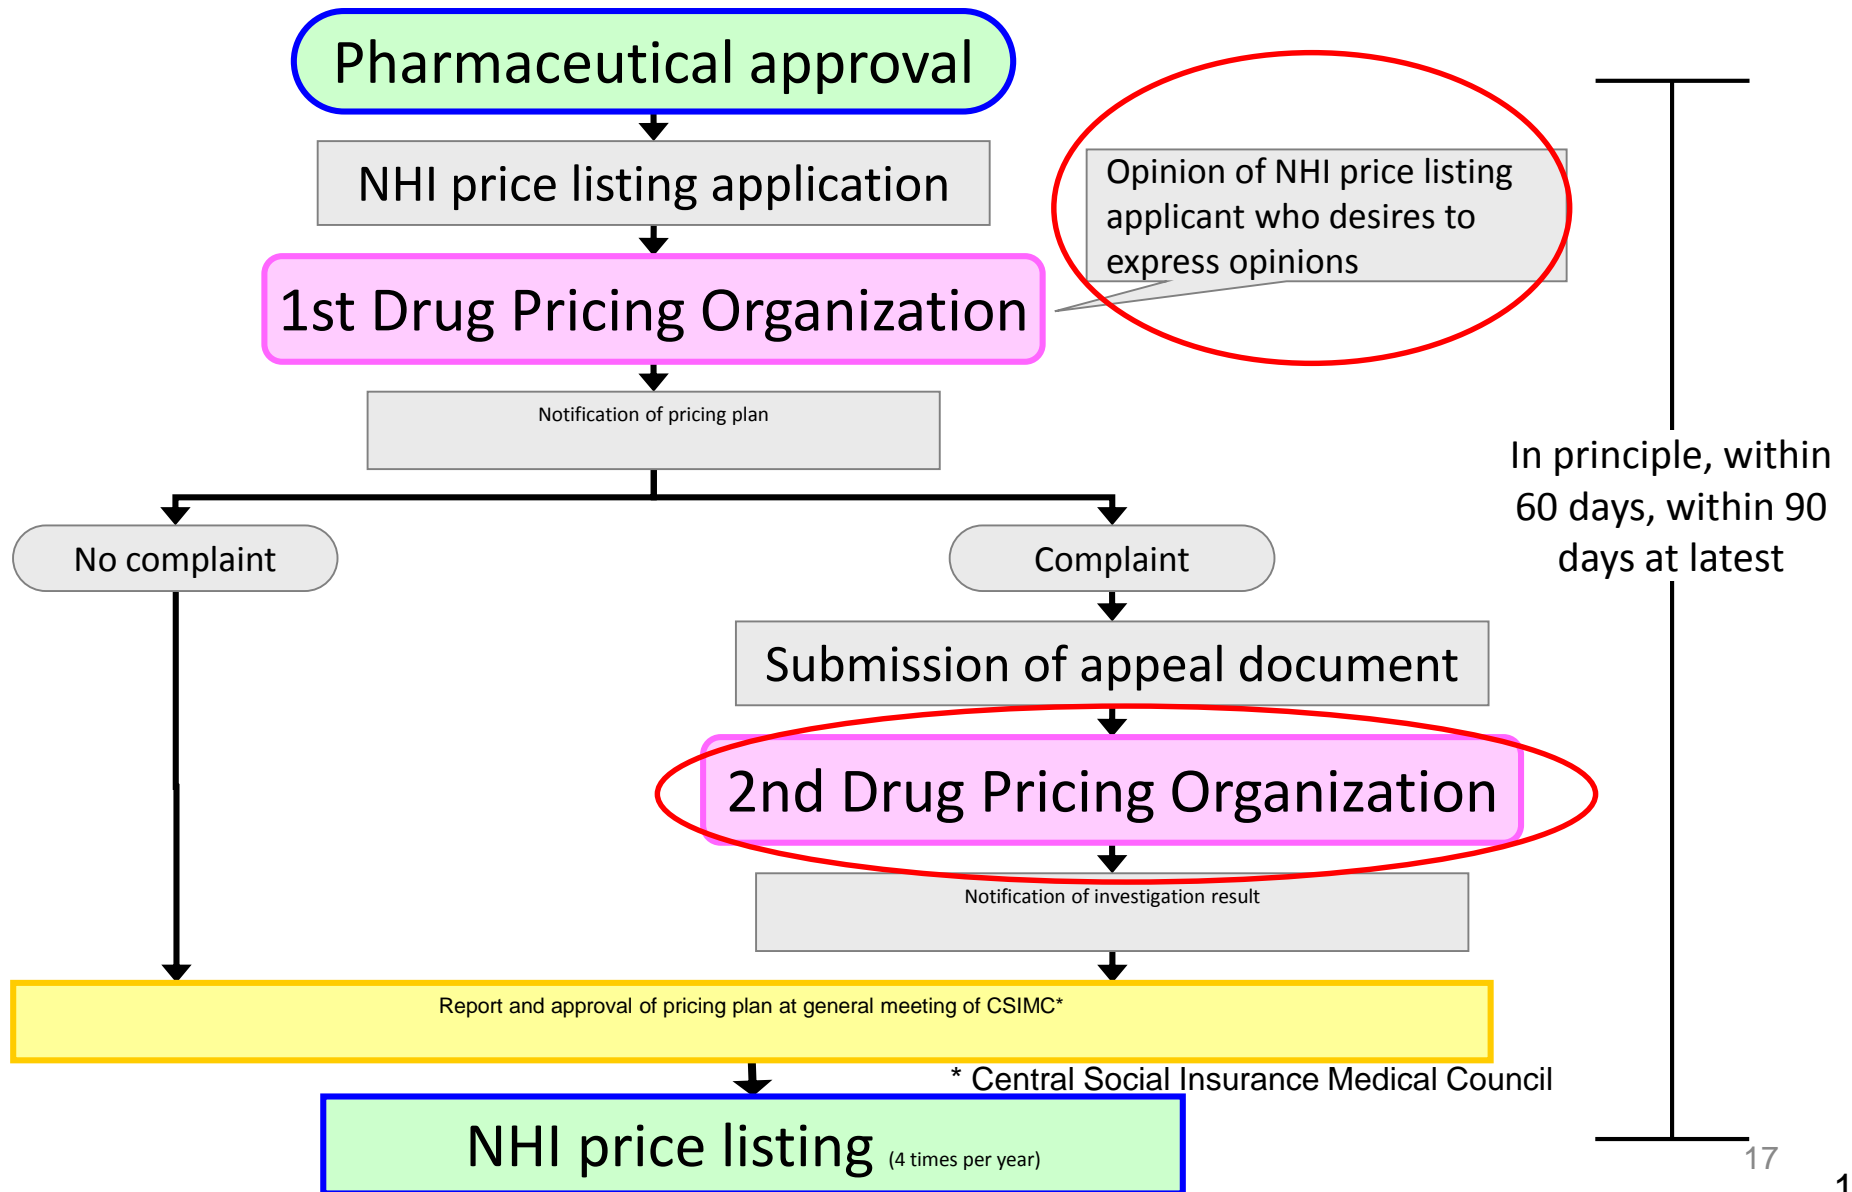 Pharmaceutical approval
NHI price listing application
Opinion of NHI price listing
applicant who desires to
express opinions
1st Drug Pricing Organization
Notification of pricing plan
In principle, within
60 days, within 90
days at latest
No complaint
Complaint
Submission of appeal document
2nd Drug Pricing Organization
Notification of investigation result
Report and approval of pricing plan at general meeting of CSIMC*
* Central Social Insurance Medical Council
NHI price listing (4 times per year)
17
1